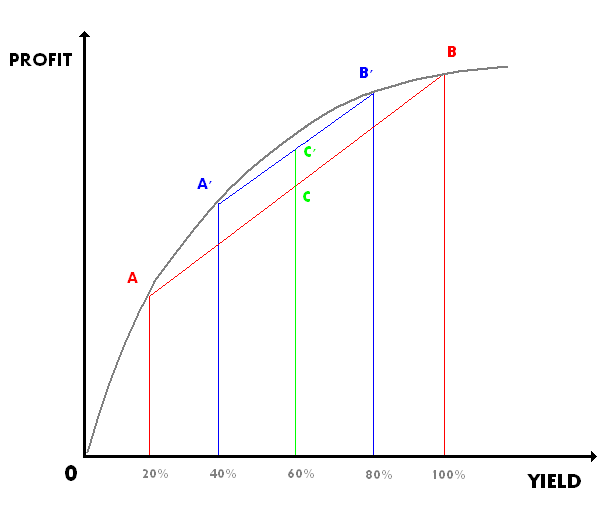 B
PROFIT
B'
C'
A'
C
A
0
20% 40% 60% 80% 100%
YIELD